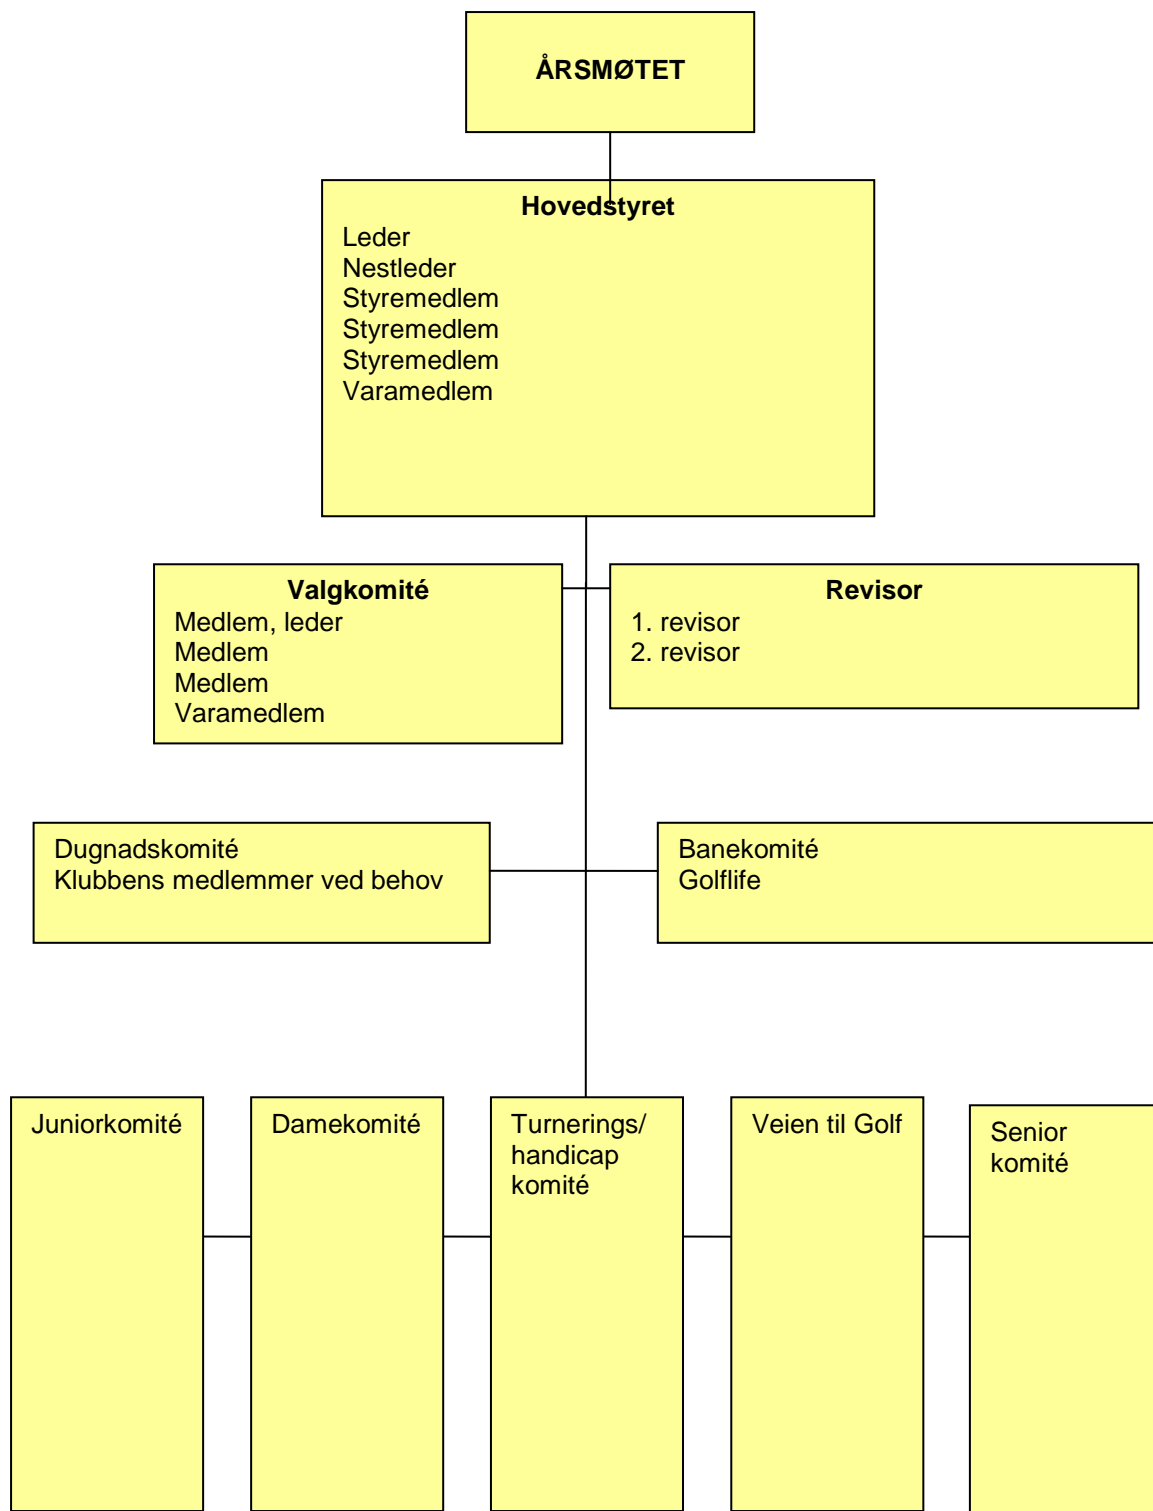 ÅRSMØTET
Hovedstyret
Leder
Nestleder
Styremedlem
Styremedlem
Styremedlem
Varamedlem
Valgkomité
Medlem, leder
Medlem
Medlem
Varamedlem
Revisor
1. revisor
2. revisor
Dugnadskomité
Klubbens medlemmer ved behov
Banekomité
Golflife
Juniorkomité
Damekomité
Turnerings/
handicap
komité
Veien til Golf
Senior
komité